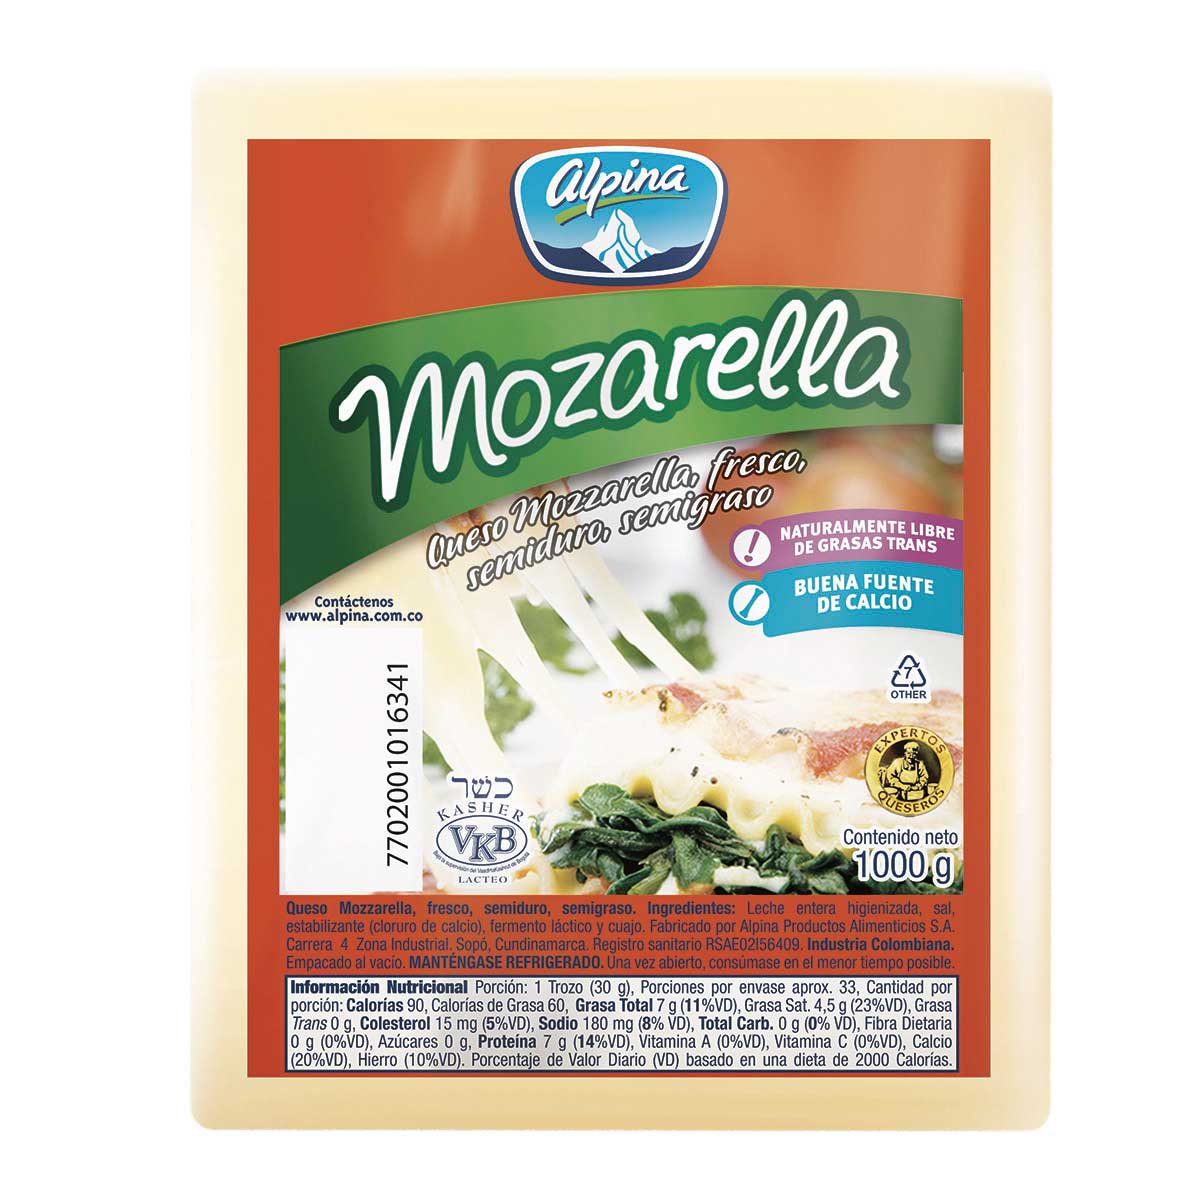 alpina
Mozarella
Queso Mozzarella, fresco,
semiduro, semigraso
NATURALMENTE LIBRE
DE GRASAS TRANS
BUENA FUENTE
DE CALCIO
Contáctenos
www.alpina.com.co
7702001016341
7
OTHER
EXPERTOS
QUESEROS
כשר
KASHER
VKB
LACTEO
Contenido neto
1000 g
Queso Mozzarella, fresco, semiduro, semigraso. Ingredientes: Leche entera higienizada, sal,
estabilizante (cloruro de calcio), fermento láctico y cuajo. Fabricado por Alpina Productos Alimenticios S.A.
Carrera 4 Zona Industrial. Sopó, Cundinamarca. Registro sanitario RSAE02I56409. Industria Colombiana.
Empacado al vacío. MANTÉNGASE REFRIGERADO. Una vez abierto, consúmase en el menor tiempo posible.
Información Nutricional Porción: 1 Trozo (30 g), Porciones por envase aprox. 33, Cantidad por
porción: Calorías 90, Calorías de Grasa 60, Grasa Total 7 g (11%VD), Grasa Sat. 4,5 g (23%VD), Grasa
Trans 0 g, Colesterol 15 mg (5%VD), Sodio 180 mg (8% VD), Total Carb. 0 g (0% VD), Fibra Dietaria
0 g (0%VD), Azúcares 0 g, Proteína 7 g (14%VD), Vitamina A (0%VD), Vitamina C (0%VD), Calcio
(20%VD), Hierro (10%VD). Porcentaje de Valor Diario (VD) basado en una dieta de 2000 Calorías.